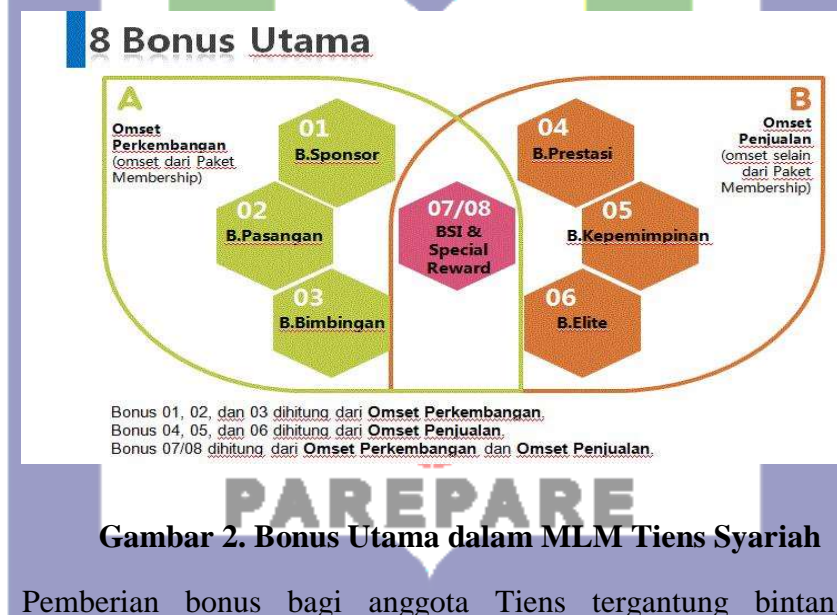 8 Bonus Utama
A
Omset
Perkembangan
(omset dari Paket
Membership)
01
B.Sponsor
02
B.Pasangan
03
B.Bimbingan
07/08
BSI &
Special
Reward
04
B.Prestasi
05
B.Kepemimpinan
06
B.Elite
B
Omset
Penjualan
(omset selain
dari Paket
Membership)
Bonus 01, 02, dan 03 dihitung dari Omset Perkembangan.
Bonus 04, 05, dan 06 dihitung dari Omset Penjualan.
Bonus 07/08 dihitung dari Omset Perkembangan dan Omset Penjualan.
PAREPARE
Gambar 2. Bonus Utama dalam MLM Tiens Syariah
Pemberian bonus bagi anggota Tiens tergantung bintan